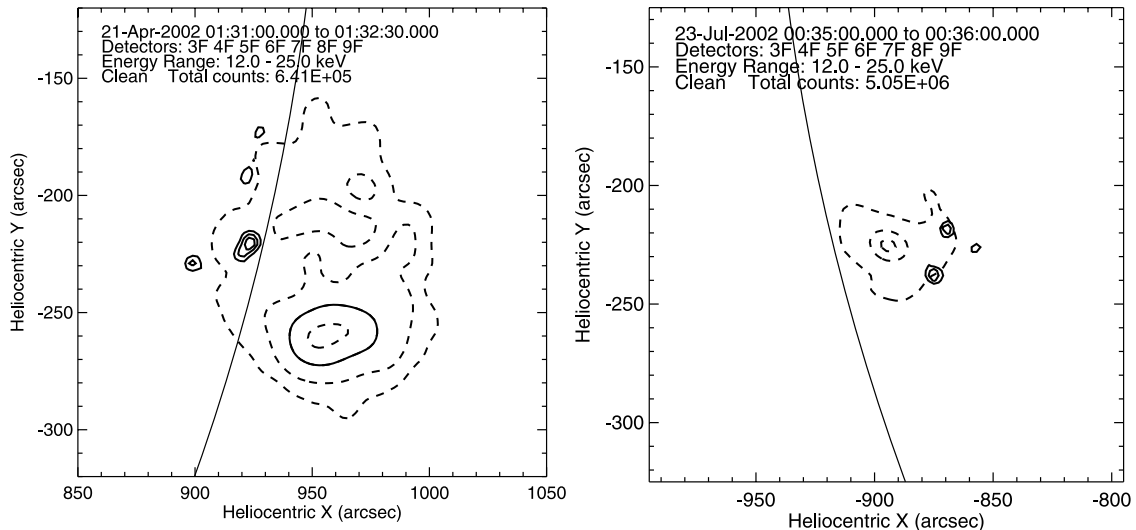 21-Apr-2002 01:31:00.000 to 01:32:30.000
Detectors: 3F 4F 5F 6F 7F 8F 9F
Energy Range: 12.0 - 25.0 keV
Clean Total counts: 6.41E+05
-150
-200
-250
-300
Heliocentric Y (arcsec)
850 900 950 1000 1050
Heliocentric X (arcsec)
23-Jul-2002 00:35:00.000 to 00:36:00.000
Detectors: 3F 4F 5F 6F 7F 8F 9F
Energy Range: 12.0 - 25.0 keV
Clean Total counts: 5.05E+06
-150
-200
-250
-300
Heliocentric Y (arcsec)
-950 -900 -850 -800
Heliocentric X (arcsec)